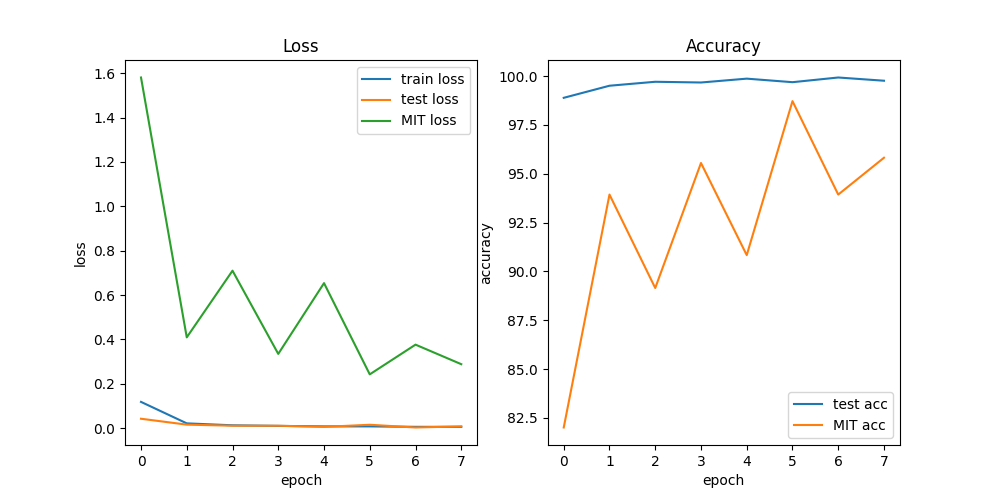 Loss
1.6
1.4
1.2
1.0
0.8
0.6
0.4
0.2
0.0
loss
0 1 2 3 4 5 6 7
epoch
train loss
test loss
MIT loss
Accuracy
100.0
97.5
95.0
92.5
90.0
87.5
85.0
82.5
accuracy
0 1 2 3 4 5 6 7
epoch
test acc
MIT acc